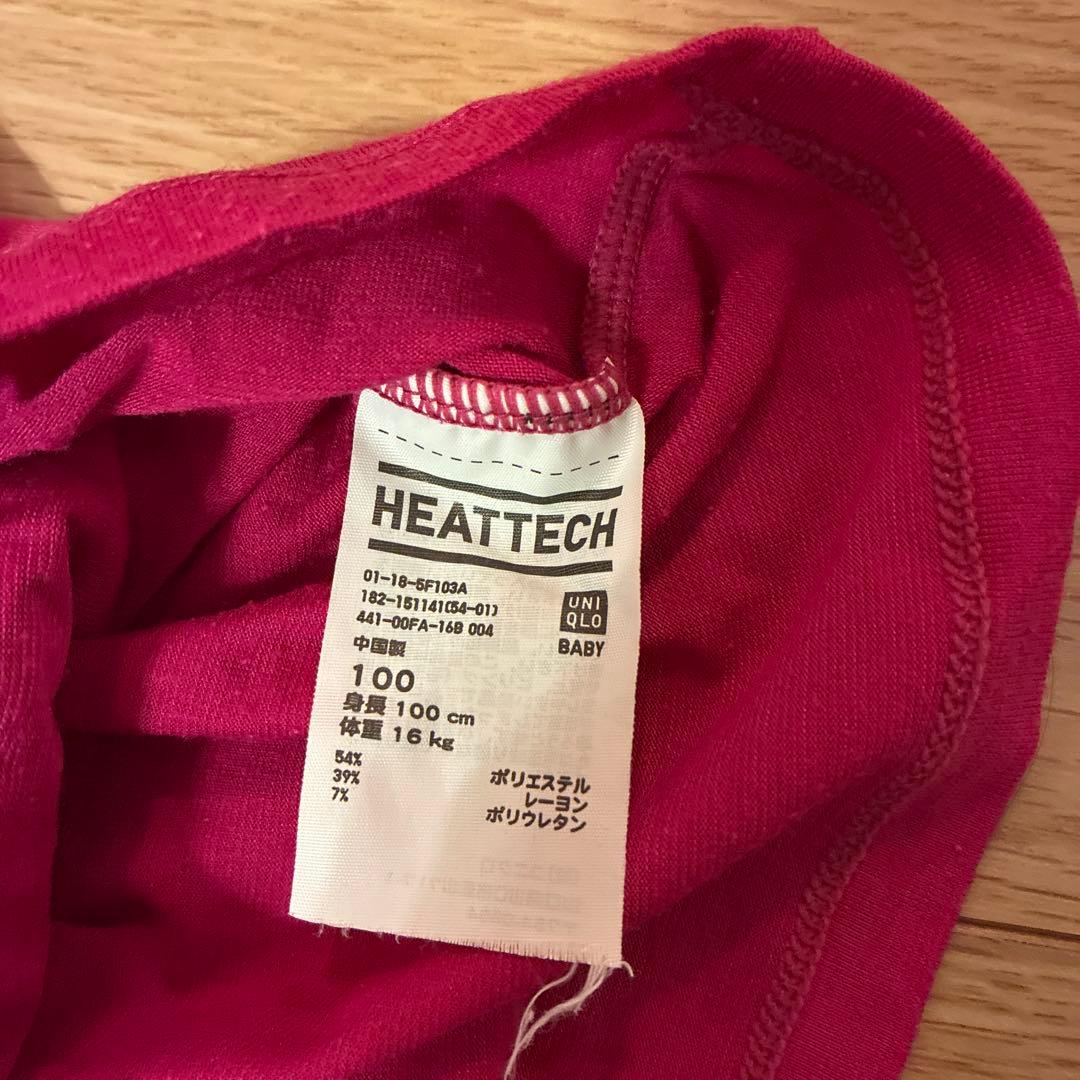 HEATTECH
01-18-5F103A
182-151141(54-01)
441-00FA-16B 004
UNI
QLO
BABY
中国製
100
身長 100 cm
体重 16 kg
54% ポリエステル
39% レーヨン
7% ポリウレタン